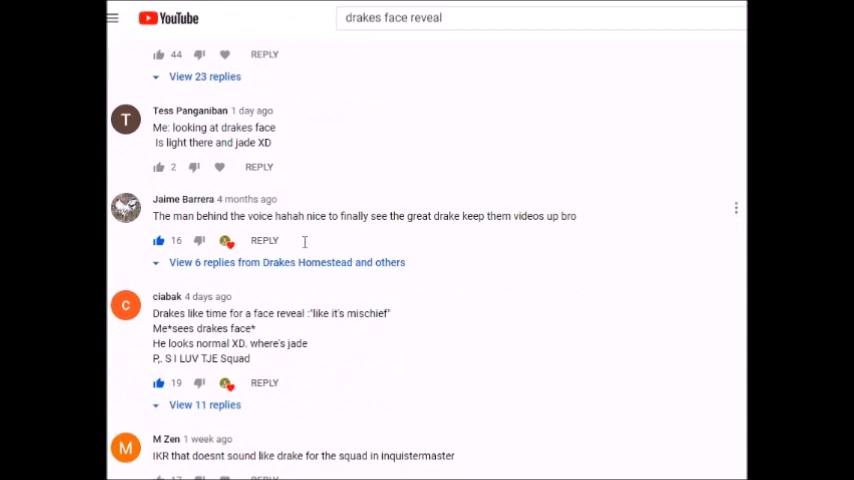 YouTube
drakes face reveal
44 REPLY
View 23 replies
T
Tess Panganiban 1 day ago
Me: looking at drakes face
Is light there and jade XD
2 REPLY
Jaime Barrera 4 months ago
The man behind the voice hahah nice to finally see the great drake keep them videos up bro
16 REPLY
View 6 replies from Drakes Homestead and others
C
ciabak 4 days ago
Drakes like time for a face reveal :"like it's mischief"
Me*sees drakes face*
He looks normal XD. where's jade
P,. S I LUV TJE Squad
19 REPLY
View 11 replies
M
M Zen 1 week ago
IKR that doesnt sound like drake for the squad in inquistermaster